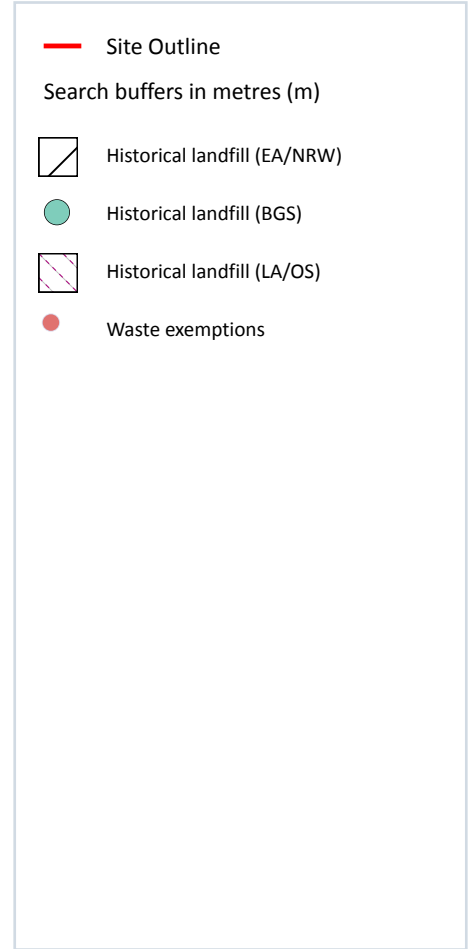 Site Outline
Search buffers in metres (m)
Historical landfill (EA/NRW)
Historical landfill (BGS)
Historical landfill (LA/OS)
Waste exemptions